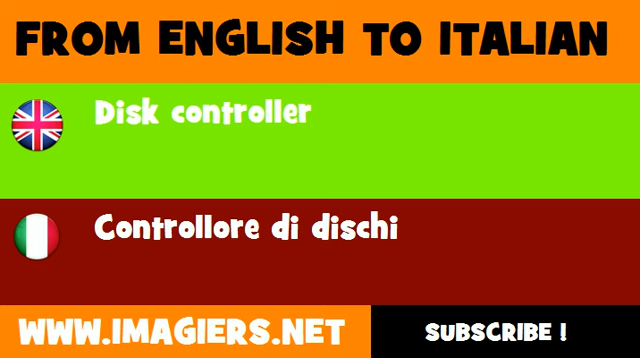 FROM ENGLISH TO ITALIAN
Disk controller
Controllore di dischi
WWW.IMAGIERS.NET
SUBSCRIBE !